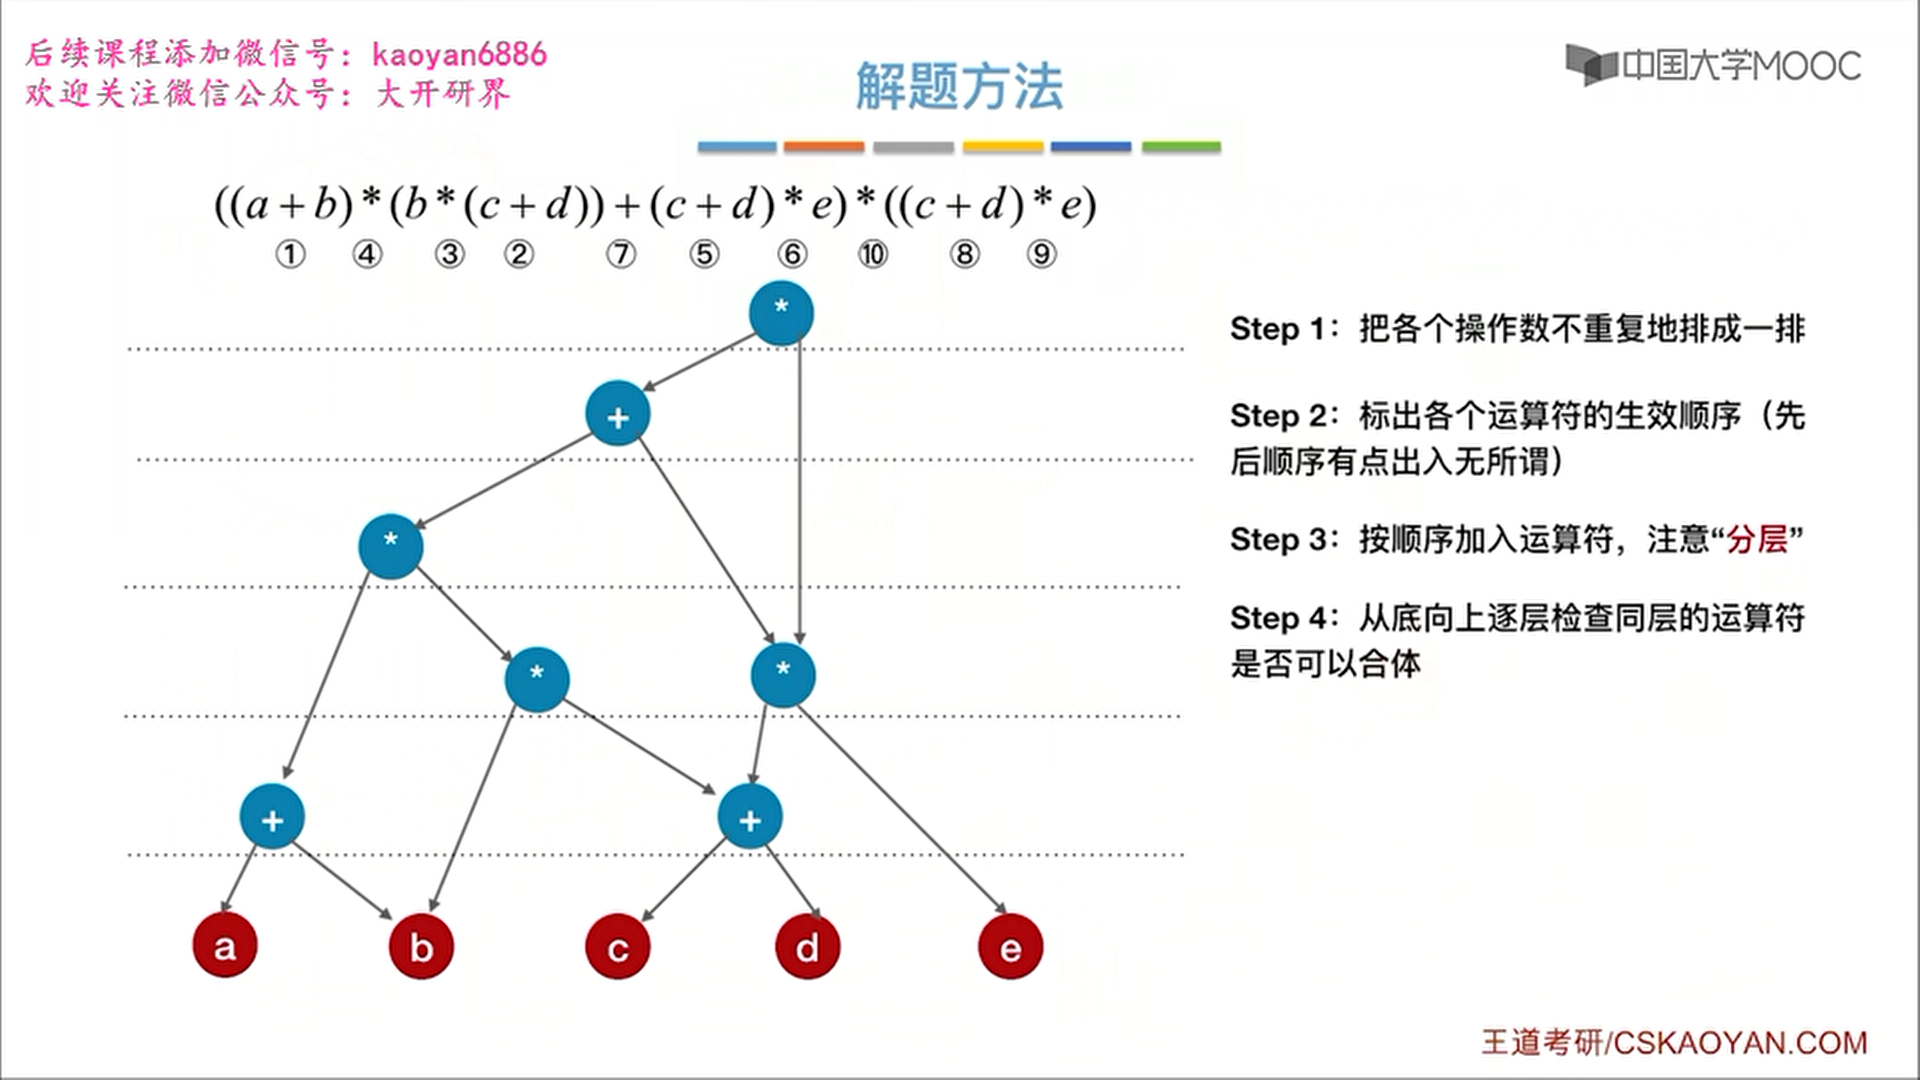 后续课程添加微信号：kaoyan6886
欢迎关注微信公众号：大开研界
中国大学MOOC
解题方法
((a+b)*(b*(c+d))+(c+d)*e)*((c+d)*e)
① ④ ③ ② ⑦ ⑤ ⑥ ⑩ ⑧ ⑨
*
+
*
* *
+ +
a b c d e
Step 1：把各个操作数不重复地排成一排
Step 2：标出各个运算符的生效顺序（先
后顺序有点出入无所谓）
Step 3：按顺序加入运算符，注意“分层”
Step 4：从底向上逐层检查同层的运算符
是否可以合体
王道考研/CSKAOYAN.COM